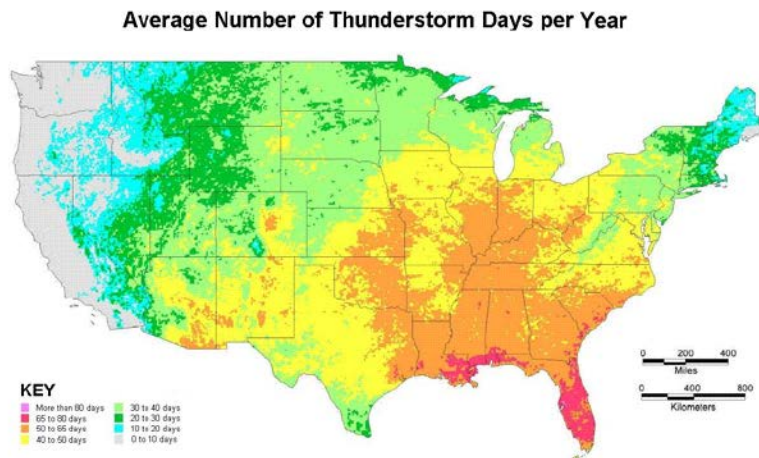 Average Number of Thunderstorm Days per Year
0 200 400
Miles
0 400 800
Kilometers
KEY
More than 80 days
65 to 80 days
50 to 65 days
40 to 50 days
30 to 40 days
20 to 30 days
10 to 20 days
0 to 10 days